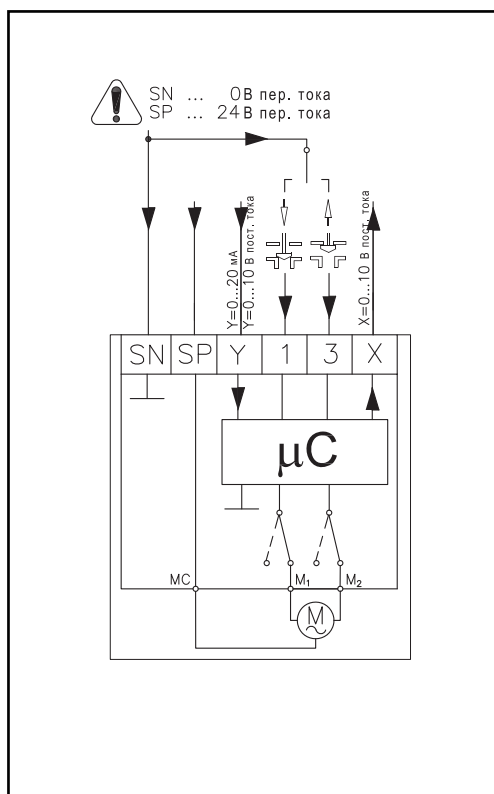 SN ... 0 В пер. тока
SP ... 24 В пер. тока
Y=0...20 мА
Y=0...10 В пост. тока
X=0...10 В пост. тока
SN SP Y 1 3 X
µC
MC M₁ M₂
M